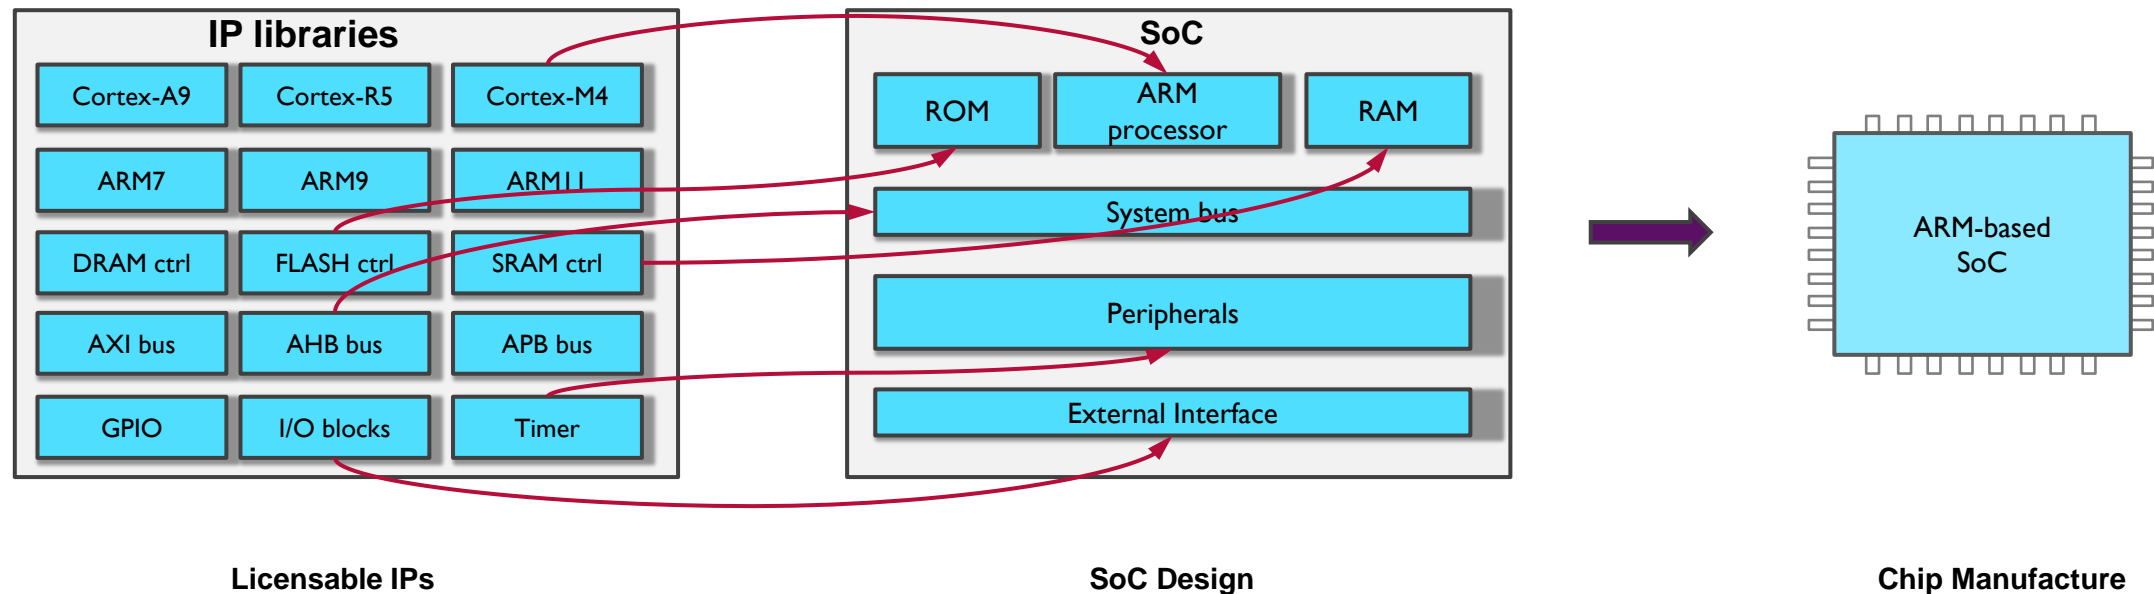 IP libraries
Cortex-A9
Cortex-R5
Cortex-M4
ARM7
ARM9
ARM11
DRAM ctrl
FLASH ctrl
SRAM ctrl
AXI bus
AHB bus
APB bus
GPIO
I/O blocks
Timer
SoC
ROM
ARM
processor
RAM
System bus
Peripherals
External Interface
ARM-based
SoC
Licensable IPs
SoC Design
Chip Manufacture